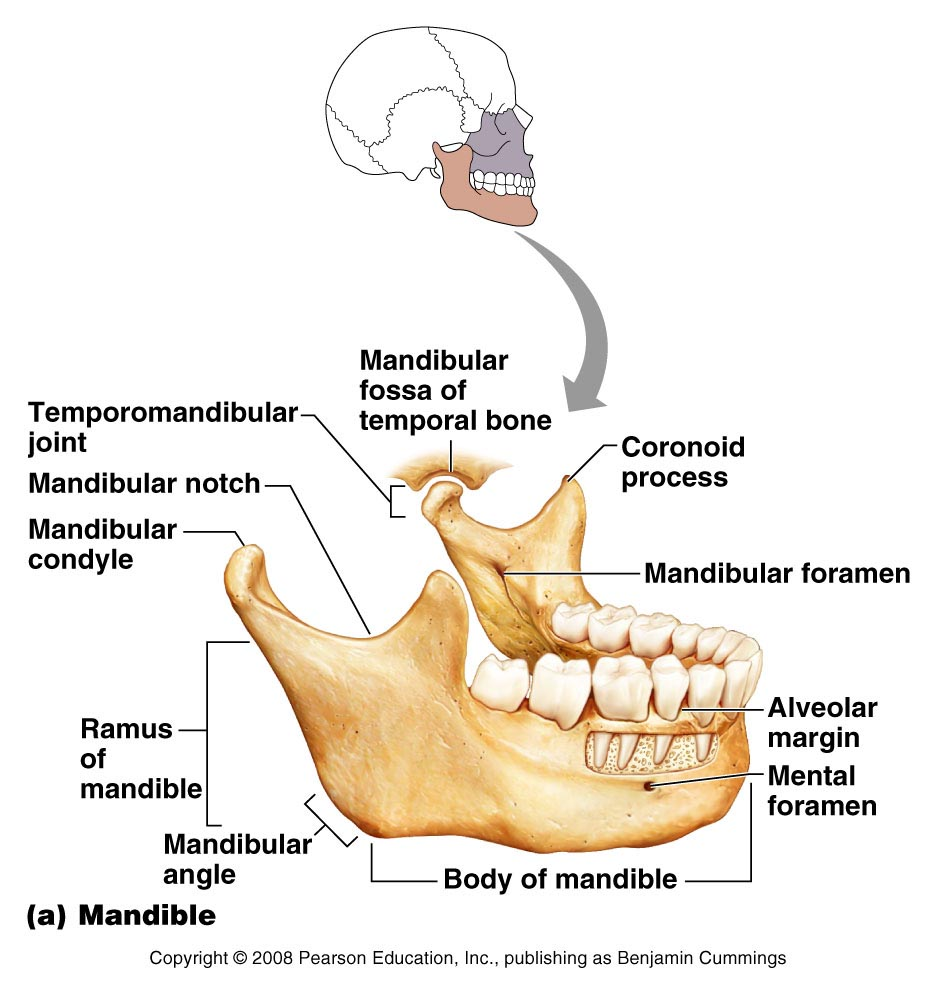 Mandibular
fossa of
temporal bone
Temporomandibular
joint
Coronoid
process
Mandibular notch
Mandibular
condyle
Mandibular foramen
Ramus
of
mandible
Alveolar
margin
Mental
foramen
Mandibular
angle
Body of mandible
(a) Mandible
Copyright © 2008 Pearson Education, Inc., publishing as Benjamin Cummings